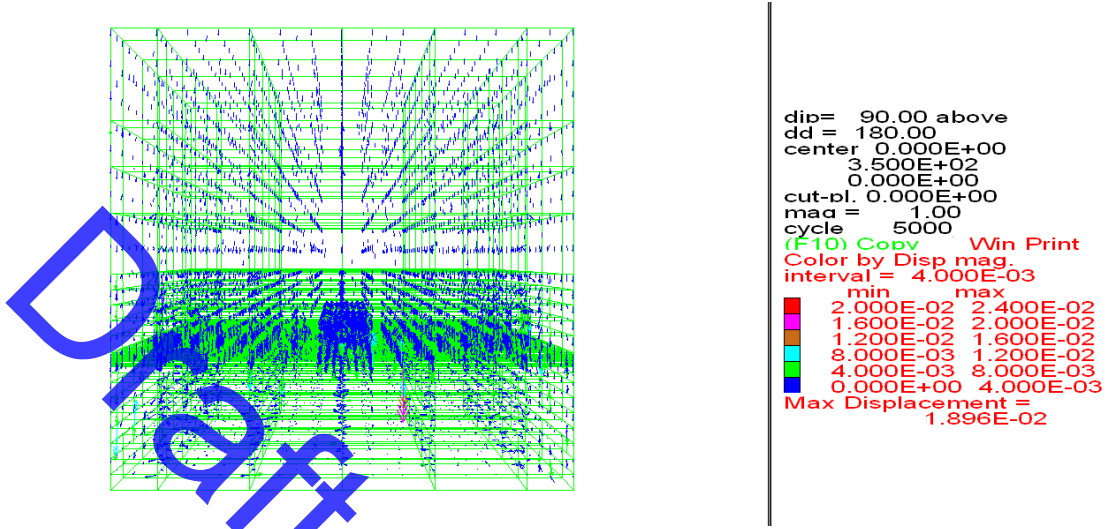 dip= 90.00 above
dd = 180.00
center 0.000E+00
3.500E+02
0.000E+00
cut-pl. 0.000E+00
mag = 1.00
cycle 5000
(F10) Copy Win Print
Color by Disp mag.
interval = 4.000E-03
min max
2.000E-02 2.400E-02
1.600E-02 2.000E-02
1.200E-02 1.600E-02
8.000E-03 1.200E-02
4.000E-03 8.000E-03
0.000E+00 4.000E-03
Max Displacement =
1.896E-02
Draft